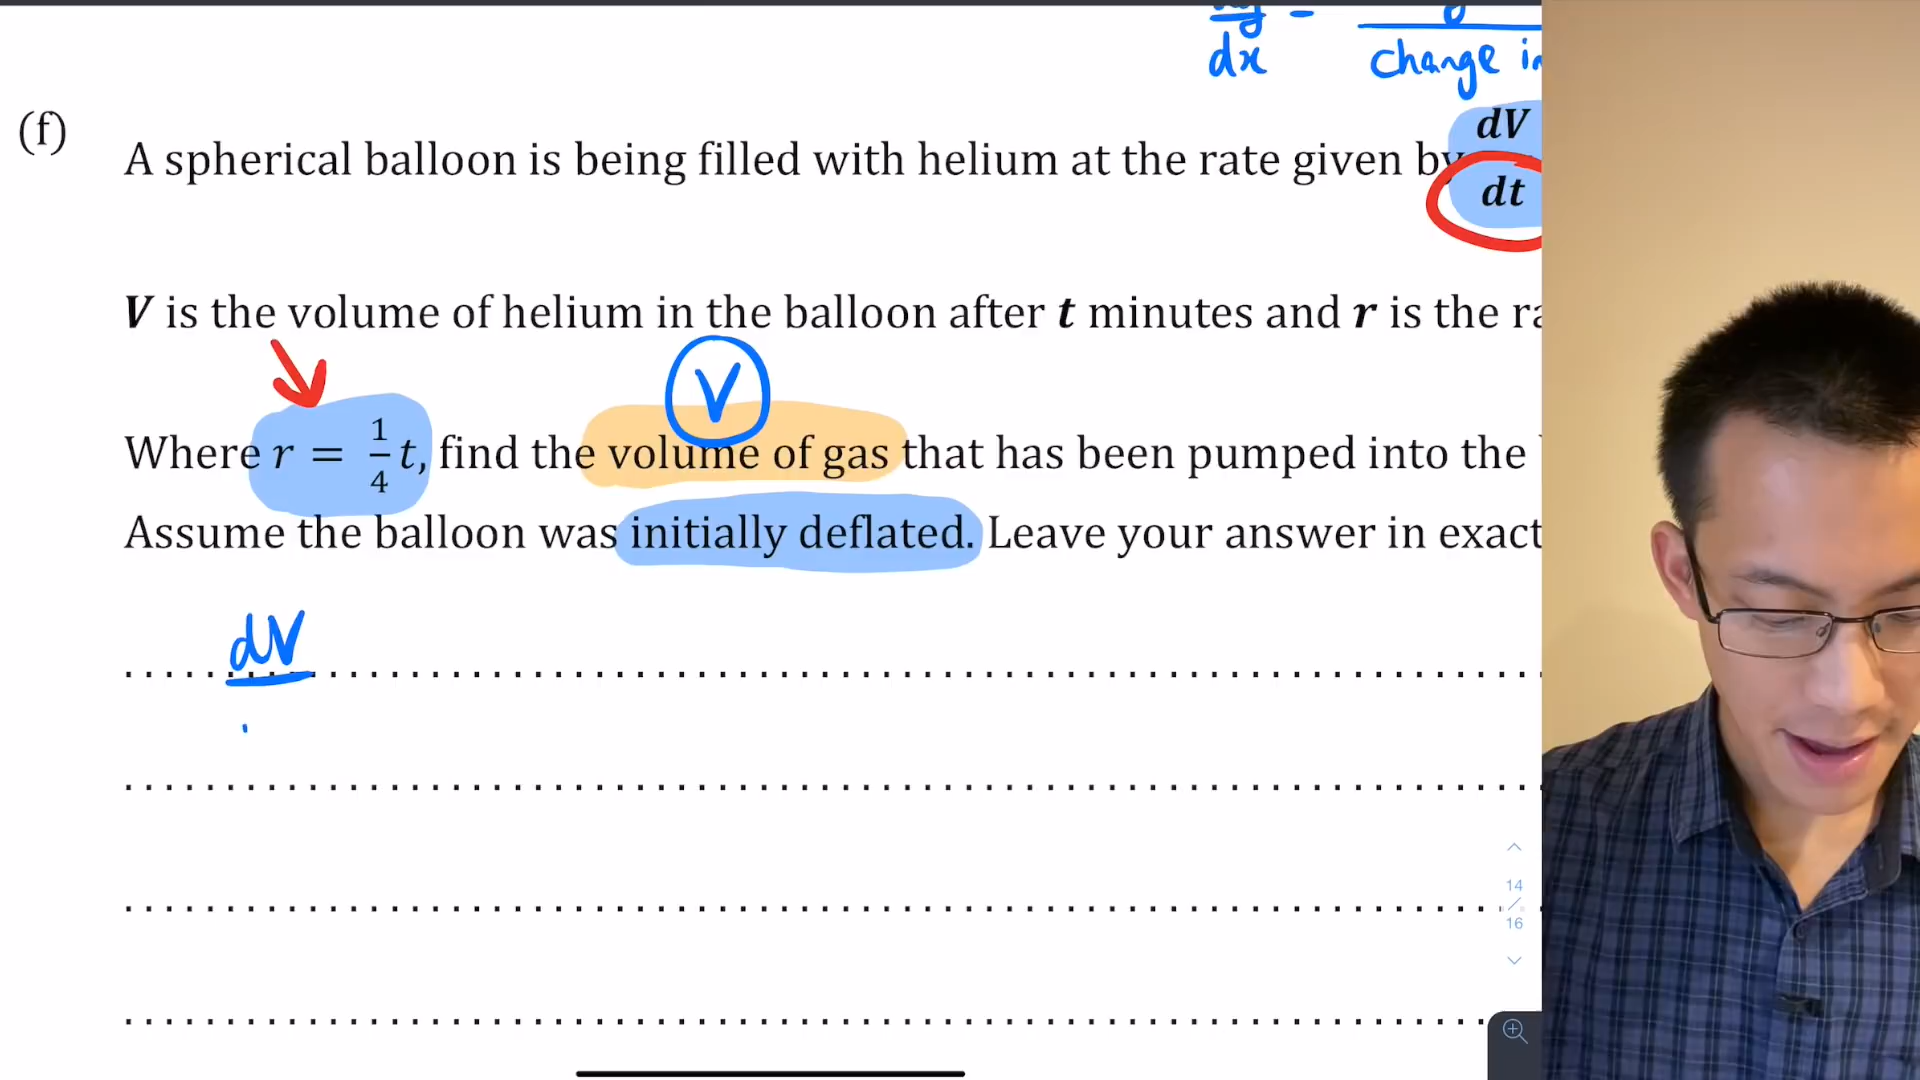 dx
change
(f)
A spherical balloon is being filled with helium at the rate given by dV
dt
V is the volume of helium in the balloon after t minutes and r is the
V
Where r = 1/4 t, find the volume of gas that has been pumped into the
Assume the balloon was initially deflated. Leave your answer in exact
dV
14
/
16